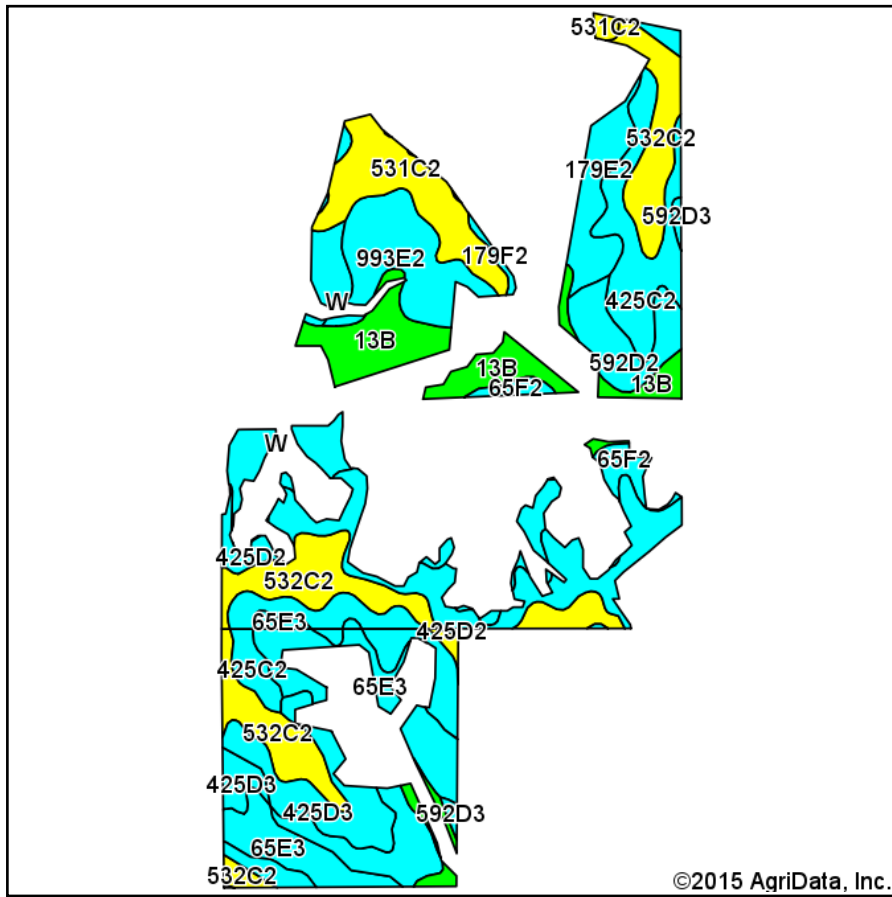 531C2
532C2
531C2
179E2
592D3
993E2
179F2
W
425C2
13B
592D2
13B
65F2
13B
W
65F2
425D2
532C2
65E3
425D2
425C2
65E3
532C2
425D3
425D3
592D3
65E3
532C2
©2015 AgriData, Inc.